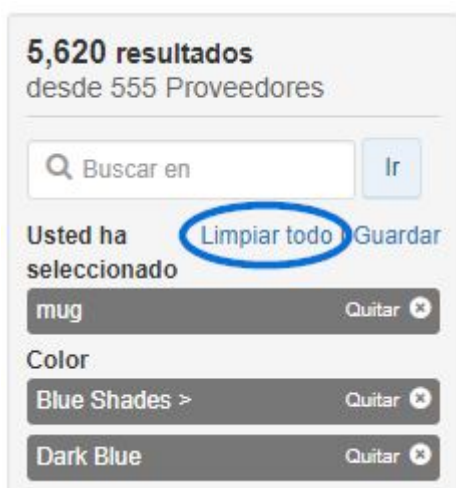 5,620 resultados
desde 555 Proveedores
Buscar en Ir
Usted ha seleccionado Limpiar todo Guardar
mug Quitar
Color
Blue Shades > Quitar
Dark Blue Quitar